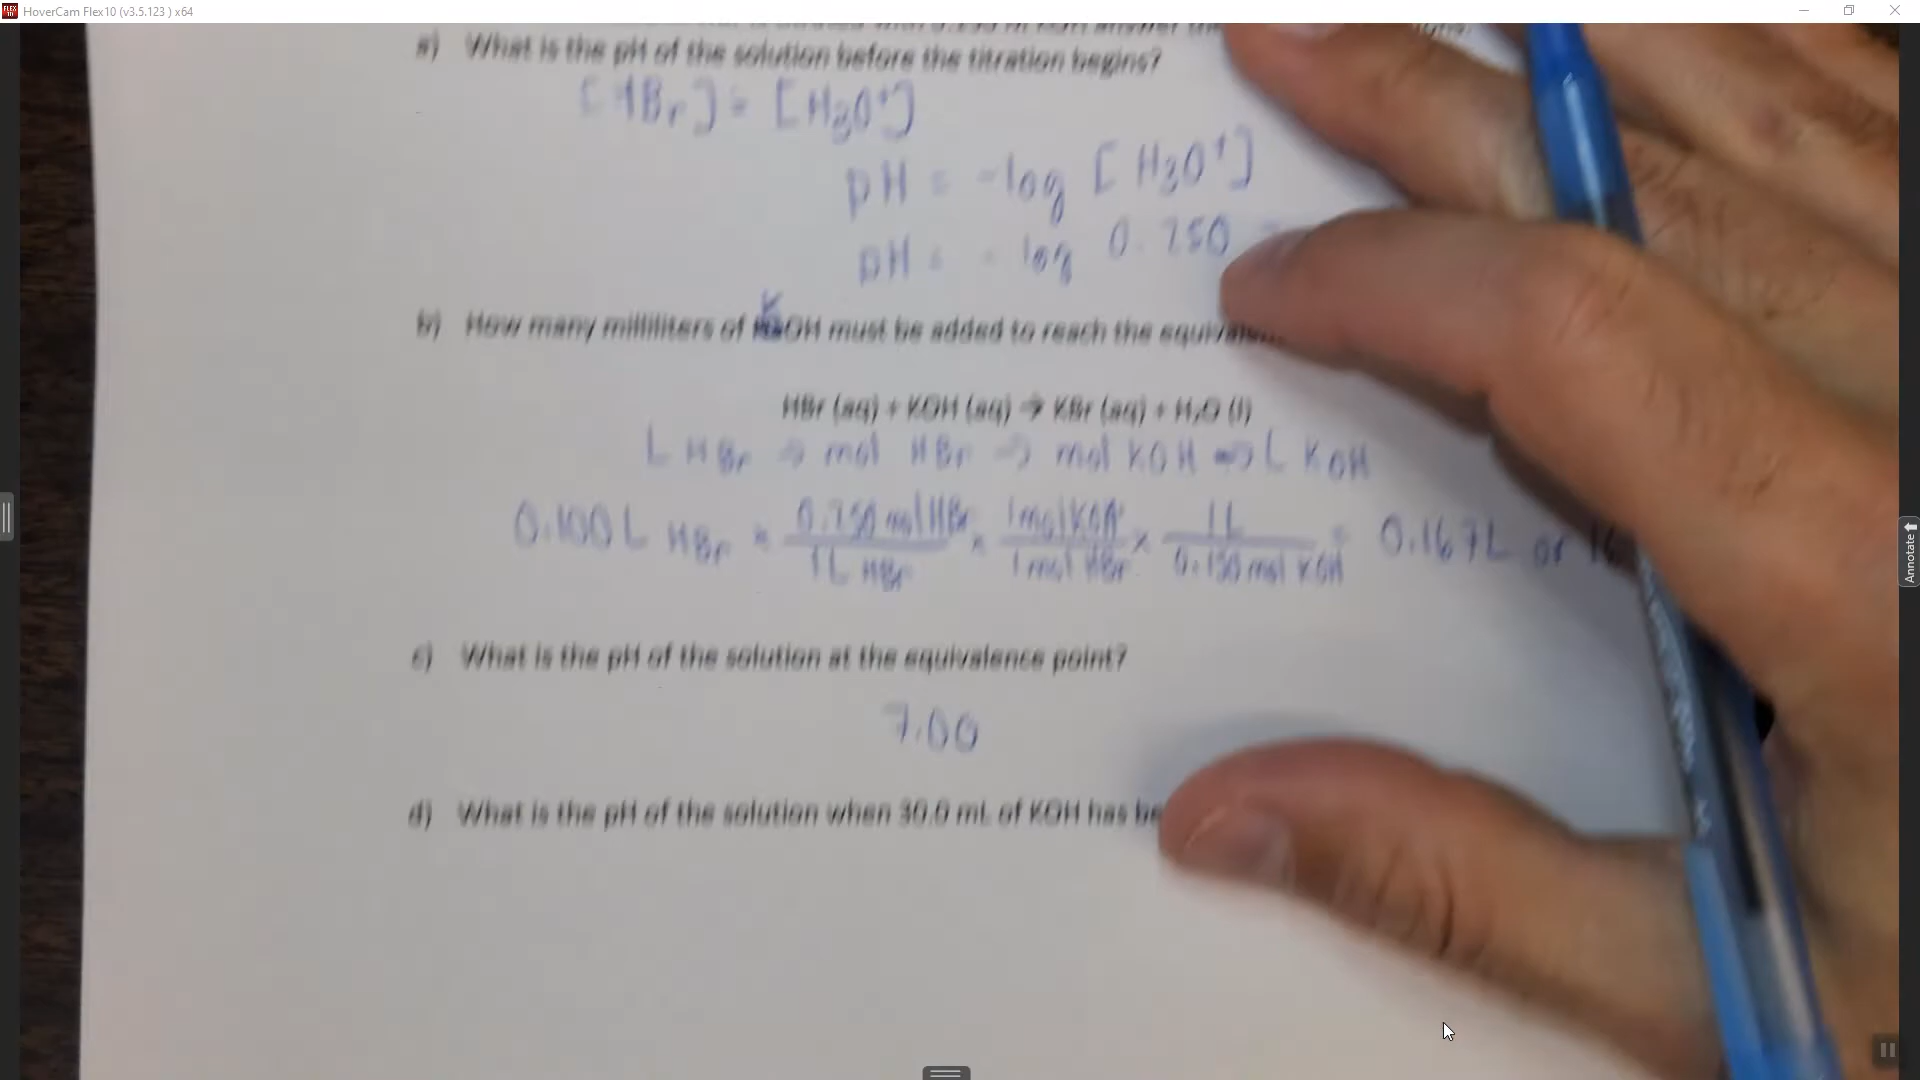 HoverCam Flex10 (v3.5.123 ) x64
a) What is the pH of the solution before the titration begins?
[HBr] = [H3O+]
pH = -log [H3O+]
pH = - log 0.250
K
b) How many milliliters of OH must be added to reach the
HBr (aq) + KOH (aq) → KBr (aq) + H₂O (l)
L HBr ⇒ mol HBr ⇒ mol KOH ⇒ L KOH
0.100 L HBr × 0.250 mol HBr / 1 L HBr × 1 mol KOH / 1 mol HBr × 1 L / 0.150 mol KOH = 0.167 L or
c) What is the pH of the solution at the equivalence point?
7.00
d) What is the pH of the solution when 30.0 mL of KOH has
Annotate